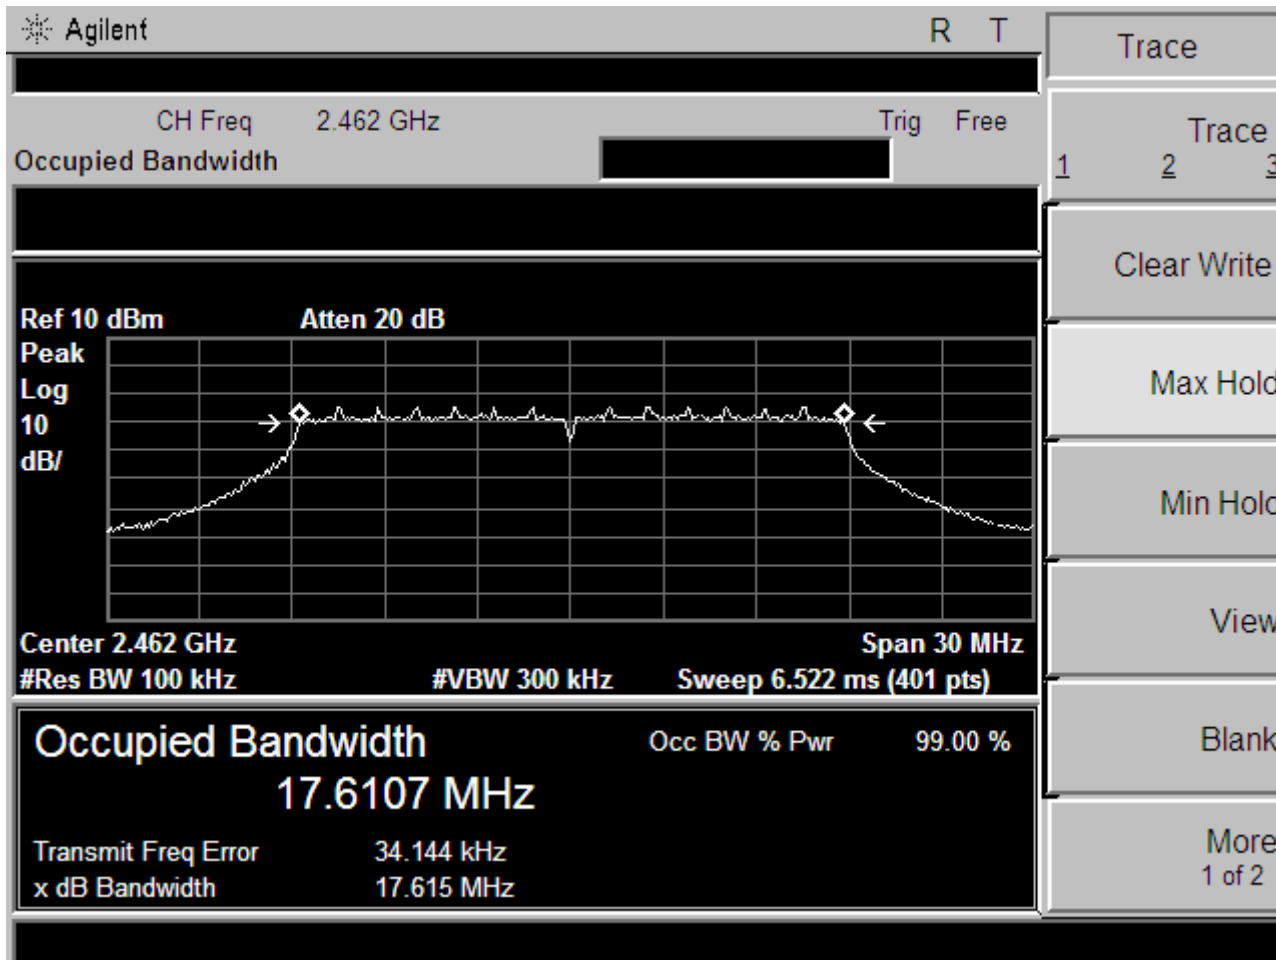 Agilent R T
CH Freq 2.462 GHz Trig Free
Occupied Bandwidth
Ref 10 dBm Atten 20 dB
Peak
Log
10
dB/
Center 2.462 GHz Span 30 MHz
#Res BW 100 kHz #VBW 300 kHz Sweep 6.522 ms (401 pts)
Occupied Bandwidth Occ BW % Pwr 99.00 %
17.6107 MHz
Transmit Freq Error 34.144 kHz
x dB Bandwidth 17.615 MHz
Trace
Trace
1 2 3
Clear Write
Max Hold
Min Hold
View
Blank
More
1 of 2